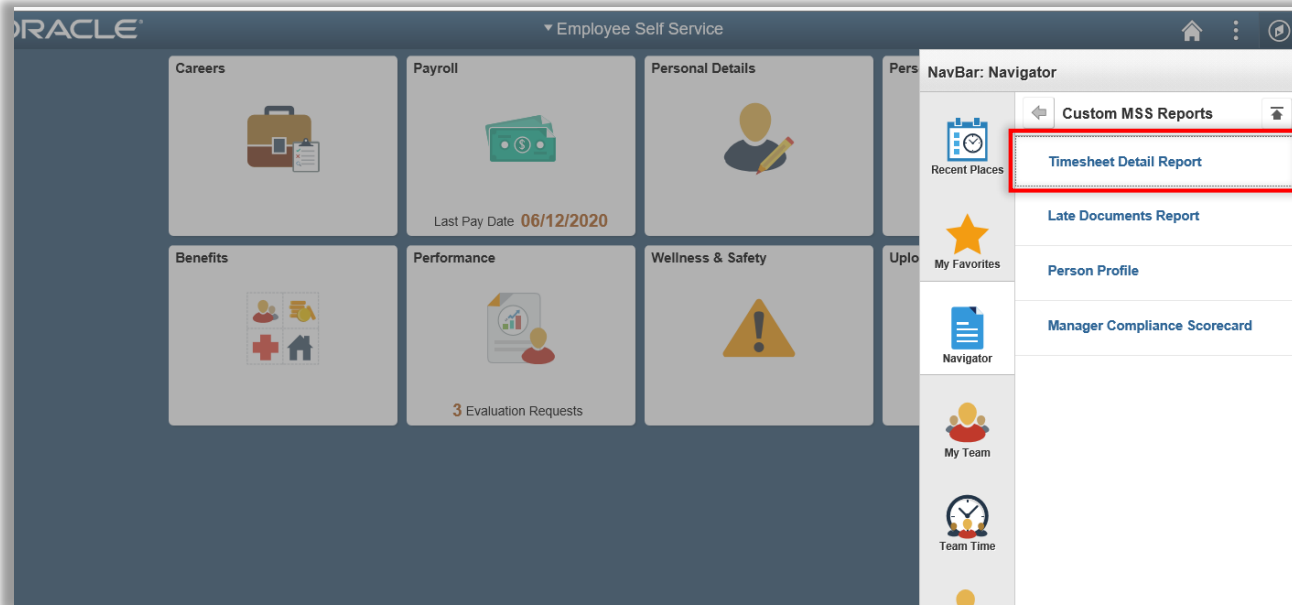 ORACLE
Employee Self Service
Careers
Payroll
Last Pay Date 06/12/2020
Personal Details
Pers
Benefits
Performance
3 Evaluation Requests
Wellness & Safety
Uplo
NavBar: Navigator
Recent Places
My Favorites
Navigator
My Team
Team Time
Custom MSS Reports
Timesheet Detail Report
Late Documents Report
Person Profile
Manager Compliance Scorecard